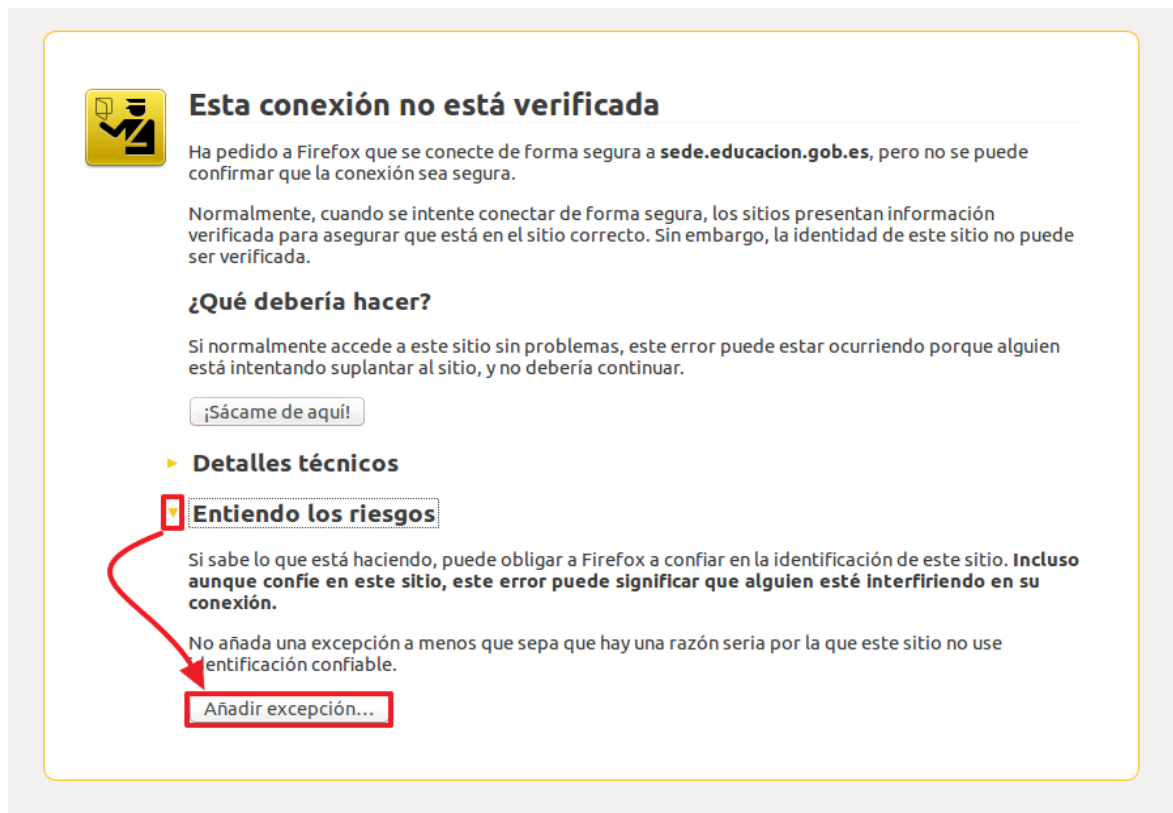 Esta conexión no está verificada
Ha pedido a Firefox que se conecte de forma segura a sede.educacion.gob.es, pero no se puede
confirmar que la conexión sea segura.
Normalmente, cuando se intente conectar de forma segura, los sitios presentan información
verificada para asegurar que está en el sitio correcto. Sin embargo, la identidad de este sitio no puede
ser verificada.
¿Qué debería hacer?
Si normalmente accede a este sitio sin problemas, este error puede estar ocurriendo porque alguien
está intentando suplantar al sitio, y no debería continuar.
¡Sácame de aquí!
Detalles técnicos
Entiendo los riesgos
Si sabe lo que está haciendo, puede obligar a Firefox a confiar en la identificación de este sitio. Incluso
aunque confíe en este sitio, este error puede significar que alguien esté interfiriendo en su
conexión.
No añada una excepción a menos que sepa que hay una razón seria por la que este sitio no use
identificación confiable.
Añadir excepción...